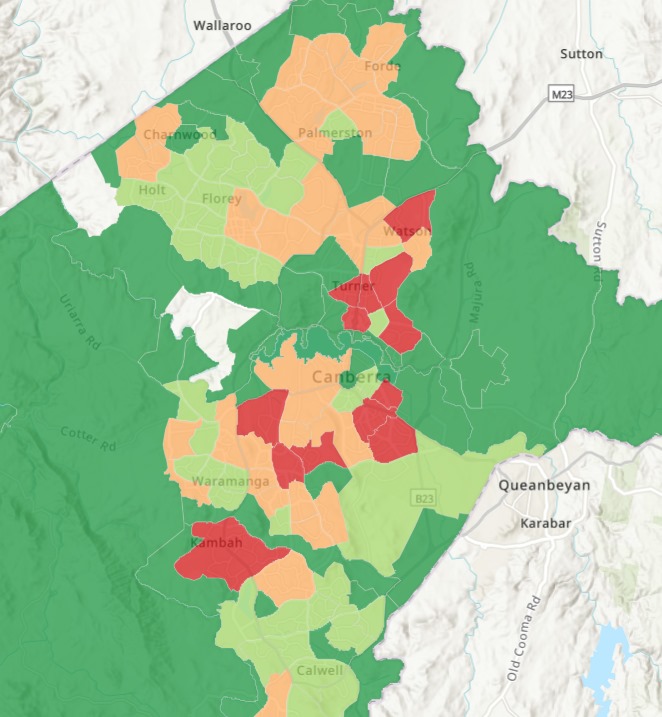 Wallaroo
Sutton
Forde
M23
Charnwood
Palmerston
Holt
Florey
Watson
Sutton Rd
Majura Rd
Turner
Uriarra Rd
Canberra
Cotter Rd
Waramanga
B23
Queanbeyan
Karabar
Kambah
Old Cooma Rd
Calwell